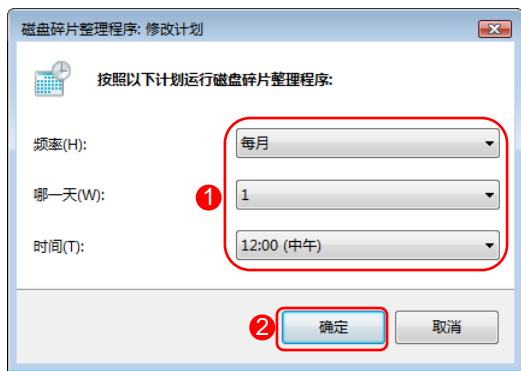 磁盘碎片整理程序: 修改计划
按照以下计划运行磁盘碎片整理程序:
频率(H):
每月
哪一天(W):
1
1
时间(T):
12:00 (中午)
2
确定
取消